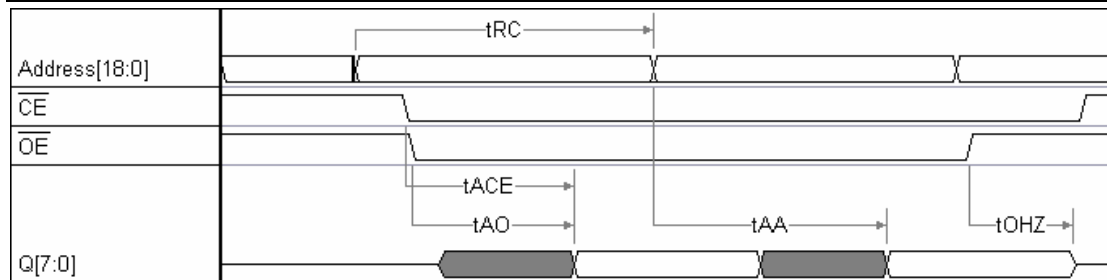 tRC
Address[18:0]
CE
OE
tACE
tAO
tAA
tOHZ
Q[7:0]